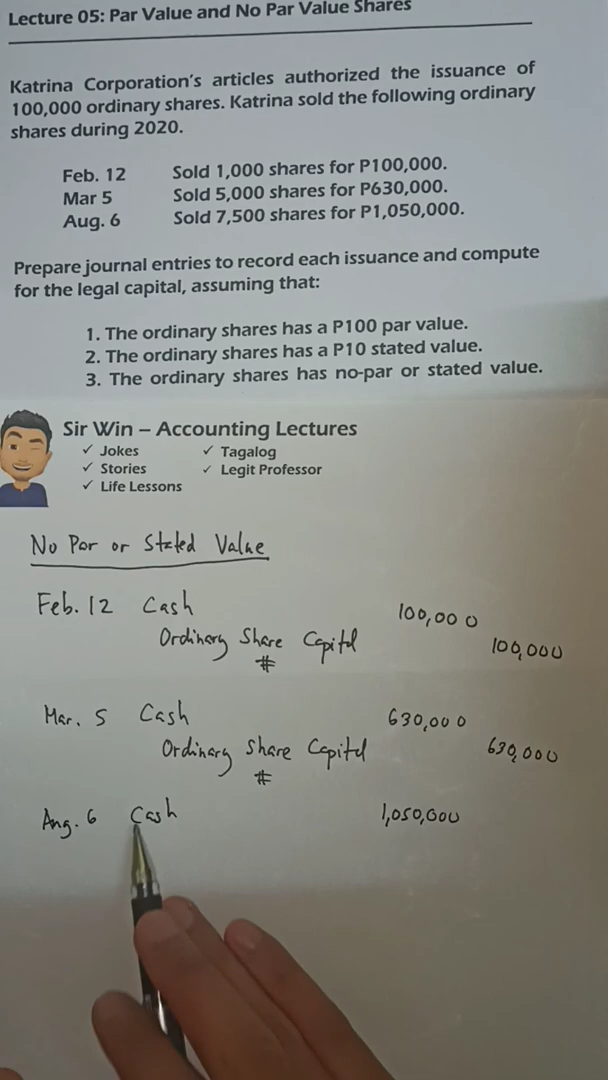 Lecture 05: Par Value and No Par Value Shares
Katrina Corporation's articles authorized the issuance of
100,000 ordinary shares. Katrina sold the following ordinary
shares during 2020.
Feb. 12 Sold 1,000 shares for P100,000.
Mar 5 Sold 5,000 shares for P630,000.
Aug. 6 Sold 7,500 shares for P1,050,000.
Prepare journal entries to record each issuance and compute
for the legal capital, assuming that:
1. The ordinary shares has a P100 par value.
2. The ordinary shares has a P10 stated value.
3. The ordinary shares has no-par or stated value.
Sir Win – Accounting Lectures
✓ Jokes ✓ Tagalog
✓ Stories ✓ Legit Professor
✓ Life Lessons
No Par or Stated Value
Feb. 12 Cash 100,000
Ordinary Share Capital 100,000
#
Mar. 5 Cash 630,000
Ordinary Share Capital 630,000
#
Aug. 6 Cash 1,050,000